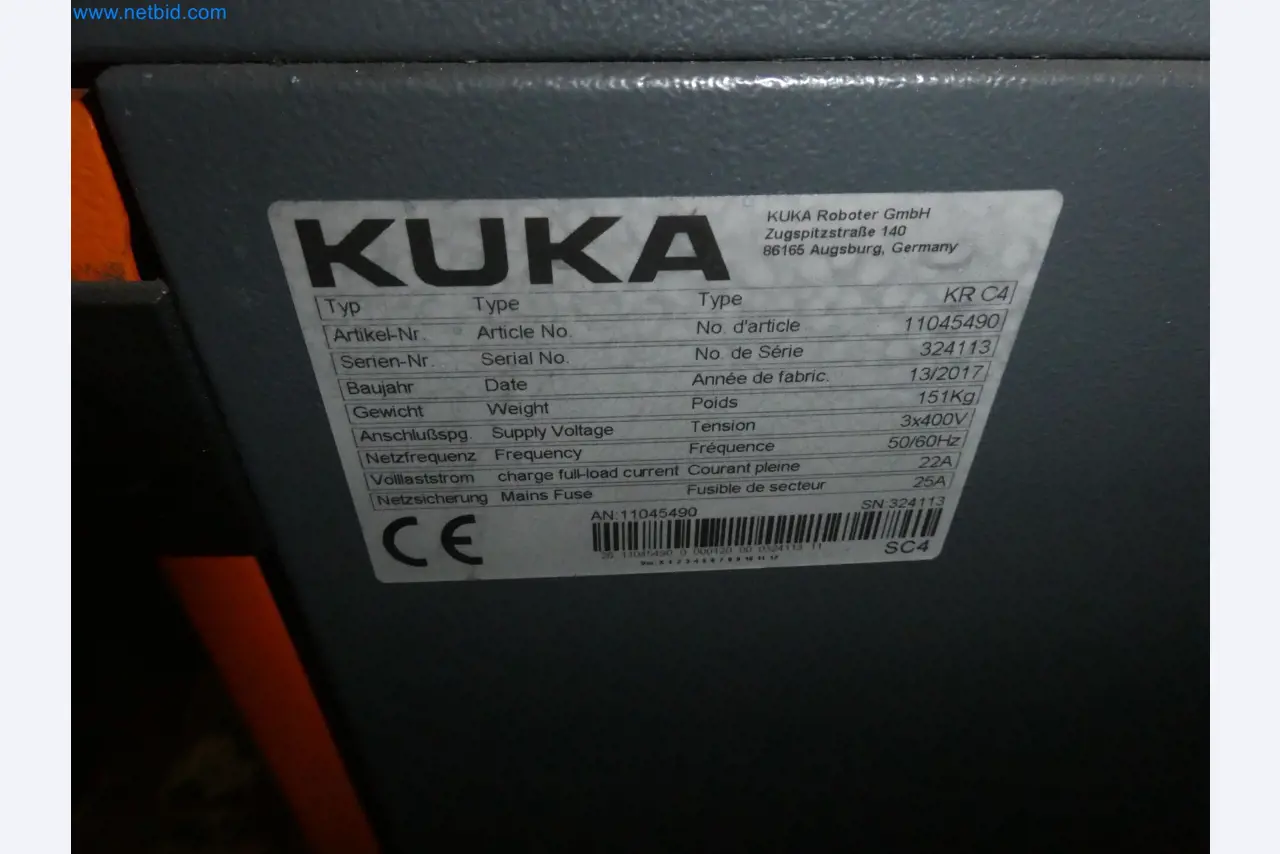 www.netbid.com
KUKA
KUKA Roboter GmbH
Zugspitzstraße 140
86165 Augsburg, Germany
Typ Type Type KR C4
Artikel-Nr. Article No. No. d'article 11045490
Serien-Nr. Serial No. No. de Série 324113
Baujahr Date Année de fabric. 13/2017
Gewicht Weight Poids 151Kg
Anschlußspg. Supply Voltage Tension 3x400V
Netzfrequenz Frequency Fréquence 50/60Hz
Volllaststrom charge full-load current Courant pleine 22A
Netzsicherung Mains Fuse Fusible de secteur 25A
CE
AN:11045490 SN:324113
SC4